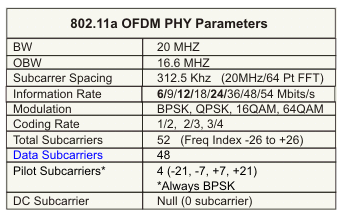 802.11a OFDM PHY Parameters
BW 20 MHZ
OBW 16.6 MHZ
Subcarrer Spacing 312.5 Khz (20MHz/64 Pt FFT)
Information Rate 6/9/12/18/24/36/48/54 Mbits/s
Modulation BPSK, QPSK, 16QAM, 64QAM
Coding Rate 1/2, 2/3, 3/4
Total Subcarriers 52 (Freq Index -26 to +26)
Data Subcarriers 48
Pilot Subcarriers* 4 (-21, -7, +7, +21)
*Always BPSK
DC Subcarrier Null (0 subcarrier)